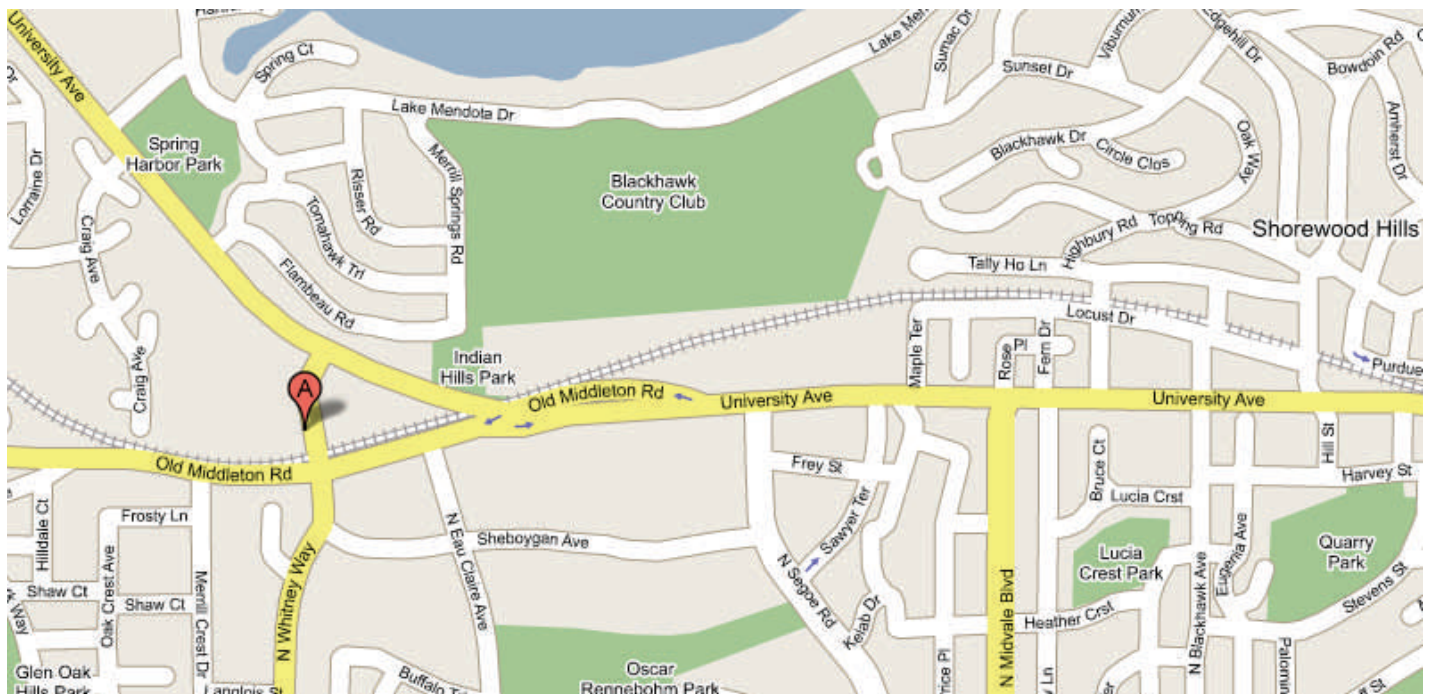 University Ave
Spring Ct
Lake Mendota Dr
Sumac Dr
Sunset Dr
Edgehill Dr
Bowdoin Rd
Amherst Dr
Spring
Harbor Park
Lorraine Dr
Craig Ave
Risser Rd
Merrill Springs Rd
Tomahawk Trl
Flambeau Rd
Blackhawk
Country Club
Blackhawk Dr
Circle Clos
Oak Way
Highbury Rd
Topping Rd
Shorewood Hills
Tally Ho Ln
Locust Dr
Maple Ter
Rose Pl
Fern Dr
Purdue
Indian
Hills Park
Craig Ave
A
Old Middleton Rd
University Ave
University Ave
Old Middleton Rd
Frey St
Sawyer Ter
Bruce Ct
Hill St
Harvey St
Lucia Crst
Hilldale Ct
Frosty Ln
N Eau Claire Ave
Sheboygan Ave
Lucia
Crest Park
Eugenia Ave
Quarry
Park
Stevens St
Shaw Ct
Oak Crest Ave
Shaw Ct
Merrill Crest Dr
N Whitney Way
N Segoe Rd
Kelab Dr
N Midvale Blvd
Heather Crst
N Blackhawk Ave
Way
Glen Oak
Hills Park
Langlois St
Buffalo T
Oscar
Rennebohm Park
rice Pl
y Ln
er
Palomin
St